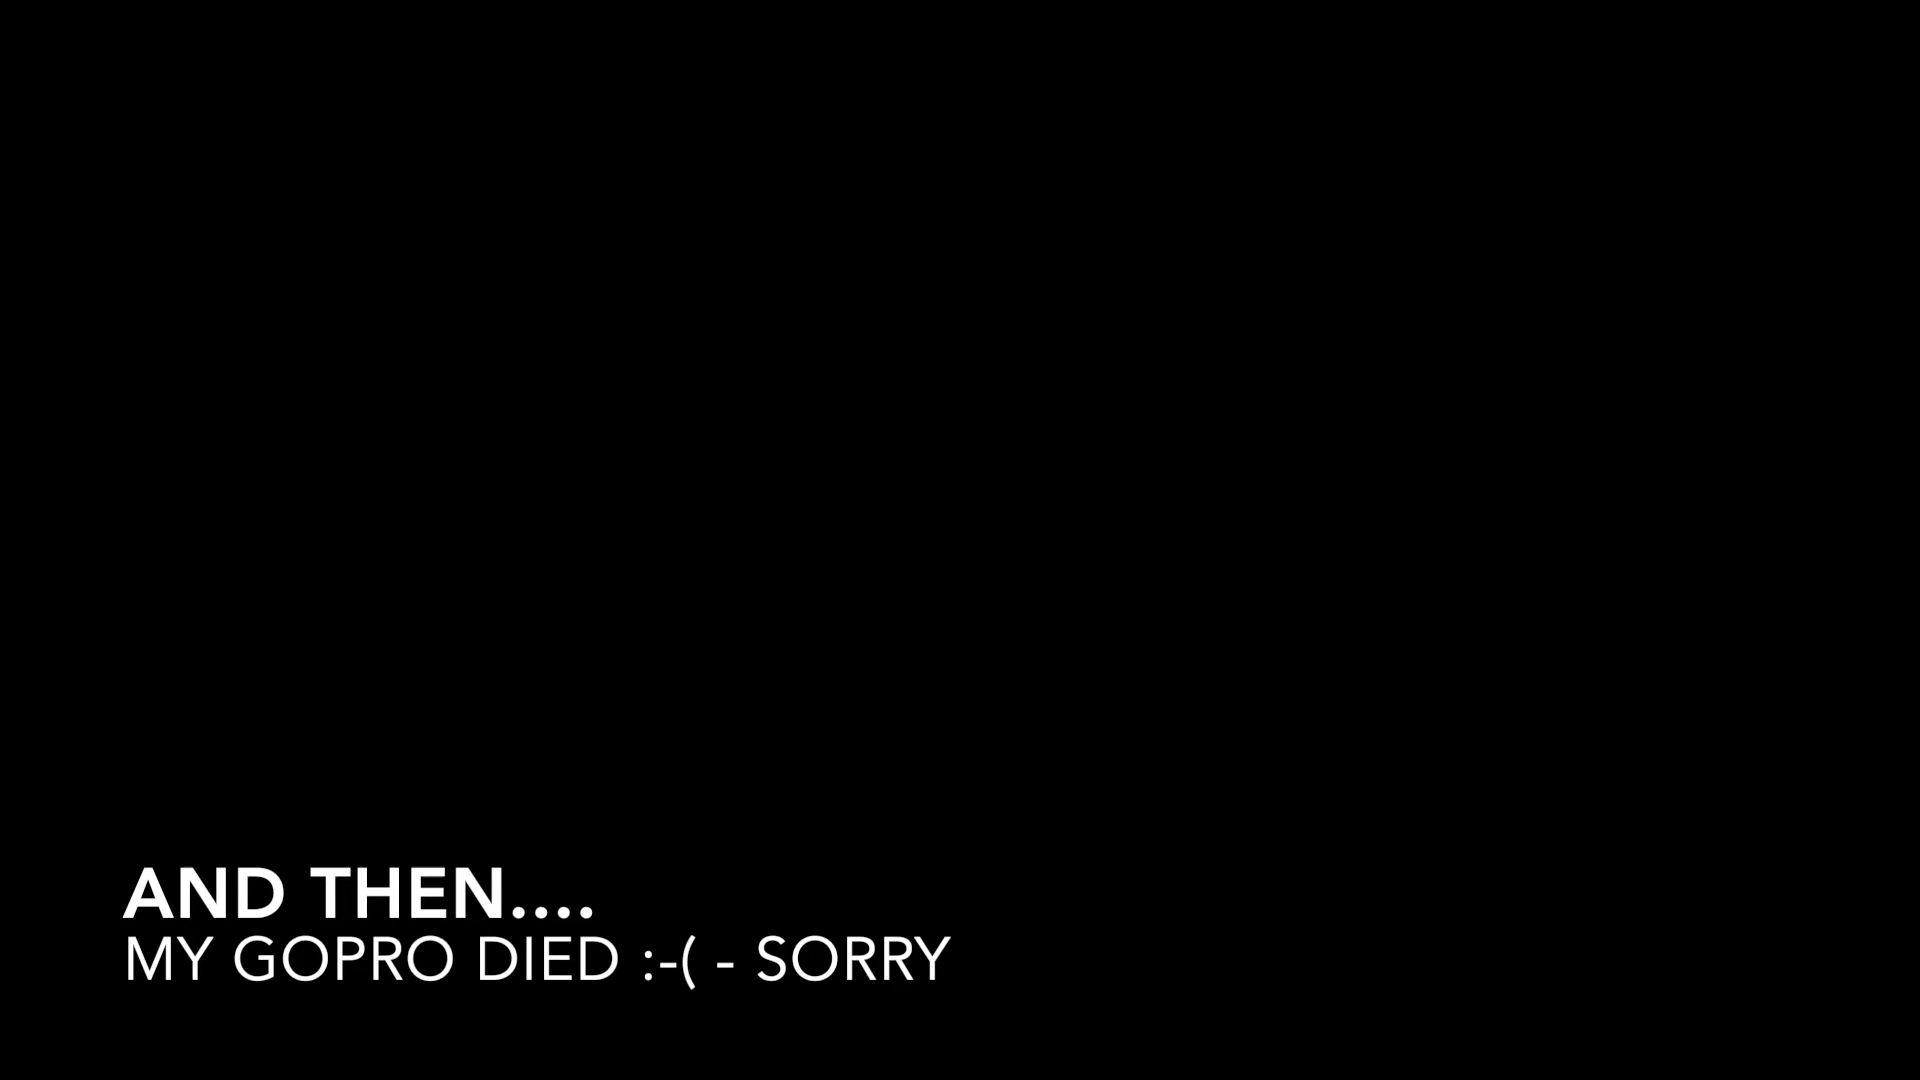 AND THEN....
MY GOPRO DIED :-( - SORRY